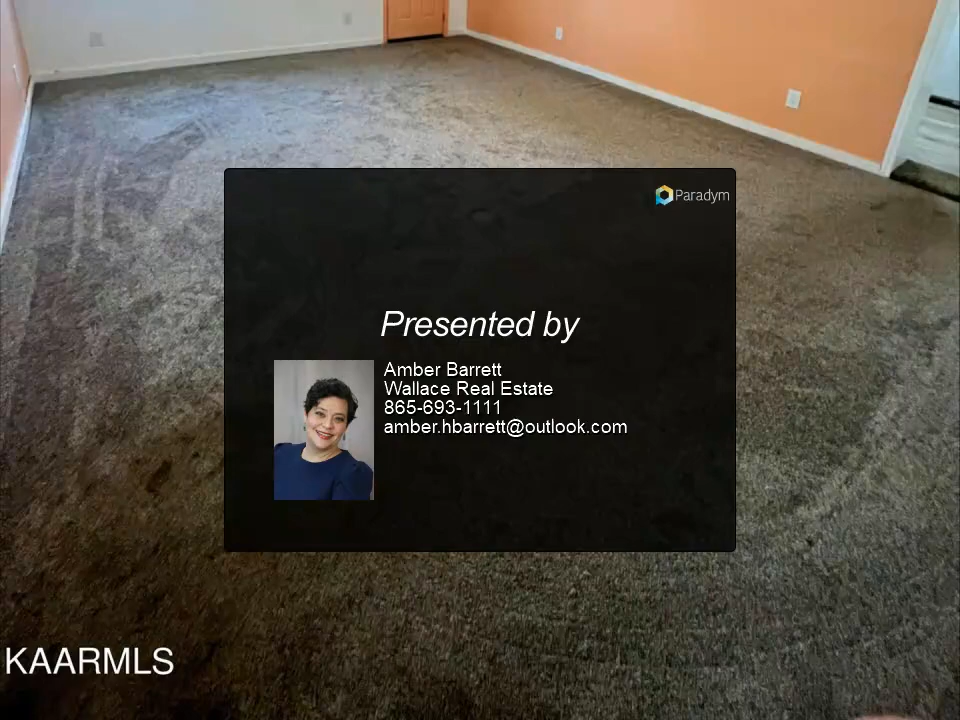 Paradym
Presented by
Amber Barrett
Wallace Real Estate
865-693-1111
amber.hbarrett@outlook.com
KAARMLS